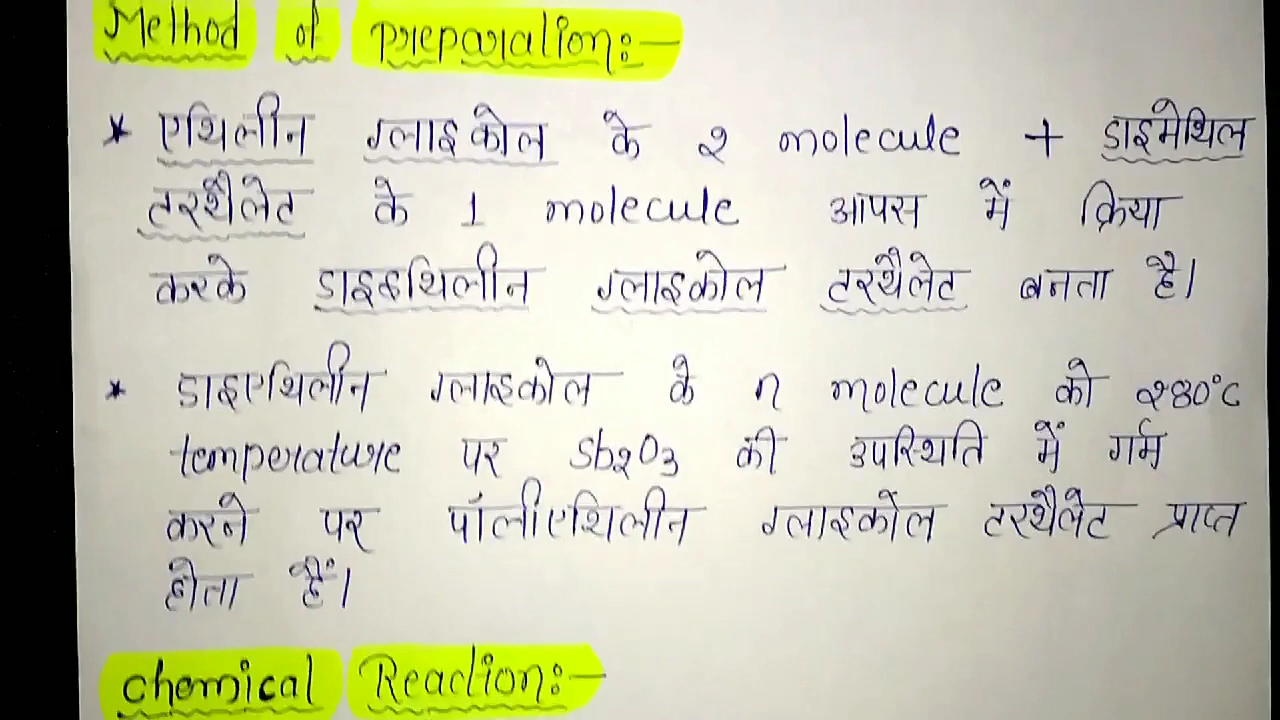 Method of Preparation:-
* एथिलीन ग्लाइकोल के 2 molecule + डाइमेथिल
टरथैलेट के 1 molecule आपस में क्रिया
करके डाइइथिलीन ग्लाइकोल टरथैलेट बनता है।
* डाइएथिलीन ग्लाइकोल के n molecule को 280°C
temperature पर Sb2O3 की उपस्थिति में गर्म
करने पर पॉलीएथिलीन ग्लाइकोल टरथैलेट प्राप्त
होता हैं।
Chemical Reaction:-